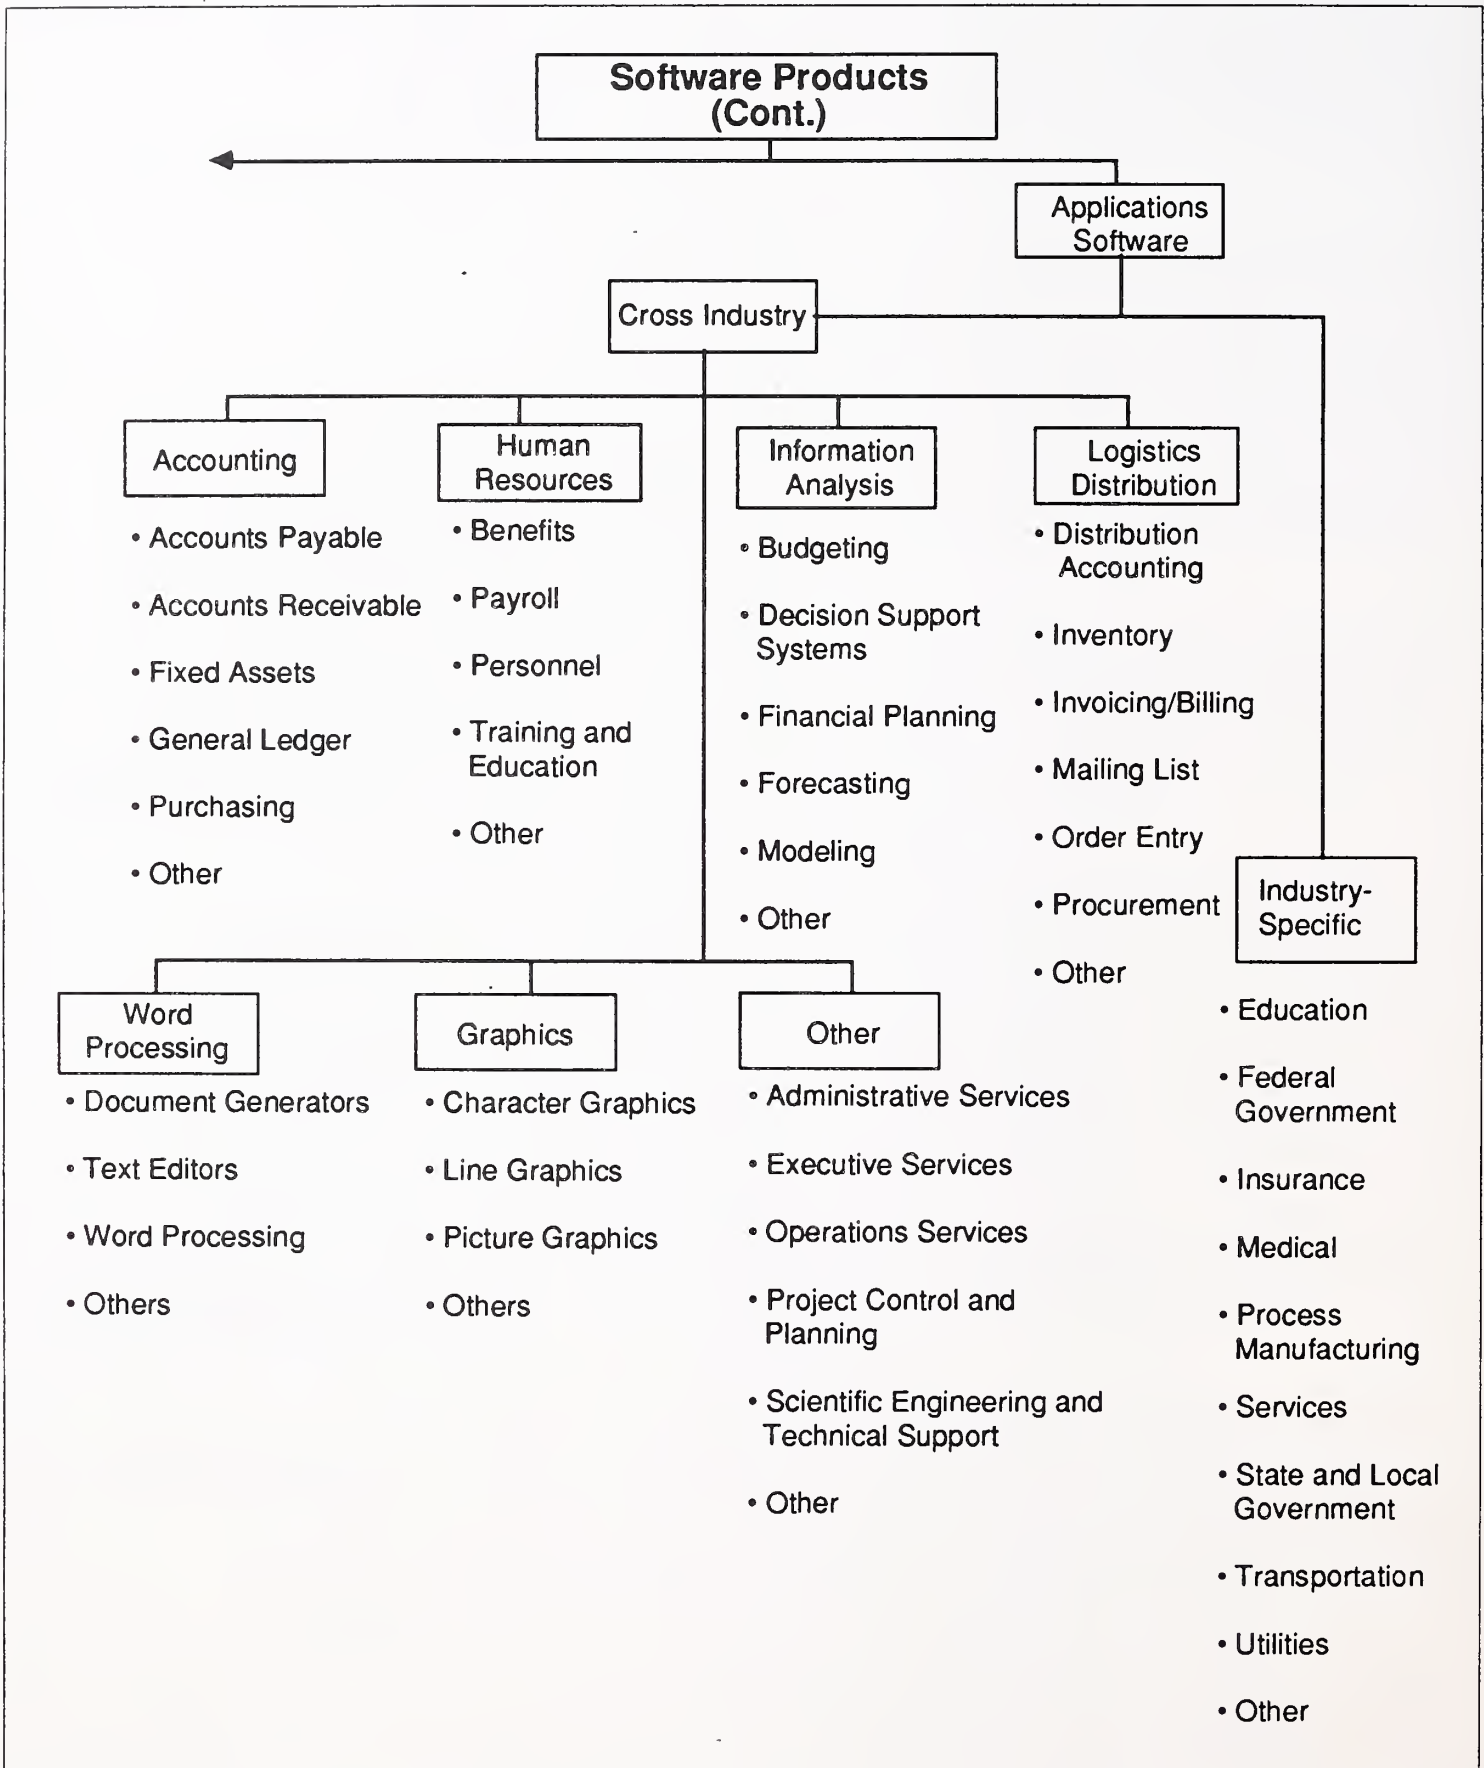 Software Products
(Cont.)
Applications
Software
Cross Industry
Accounting
• Accounts Payable
• Accounts Receivable
• Fixed Assets
• General Ledger
• Purchasing
• Other
Human
Resources
• Benefits
• Payroll
• Personnel
• Training and
Education
• Other
Information
Analysis
• Budgeting
• Decision Support
Systems
• Financial Planning
• Forecasting
• Modeling
• Other
Logistics
Distribution
• Distribution
Accounting
• Inventory
• Invoicing/Billing
• Mailing List
• Order Entry
• Procurement
• Other
Word
Processing
• Document Generators
• Text Editors
• Word Processing
• Others
Graphics
• Character Graphics
• Line Graphics
• Picture Graphics
• Others
Other
• Administrative Services
• Executive Services
• Operations Services
• Project Control and
Planning
• Scientific Engineering and
Technical Support
• Other
Industry-
Specific
• Education
• Federal
Government
• Insurance
• Medical
• Process
Manufacturing
• Services
• State and Local
Government
• Transportation
• Utilities
• Other